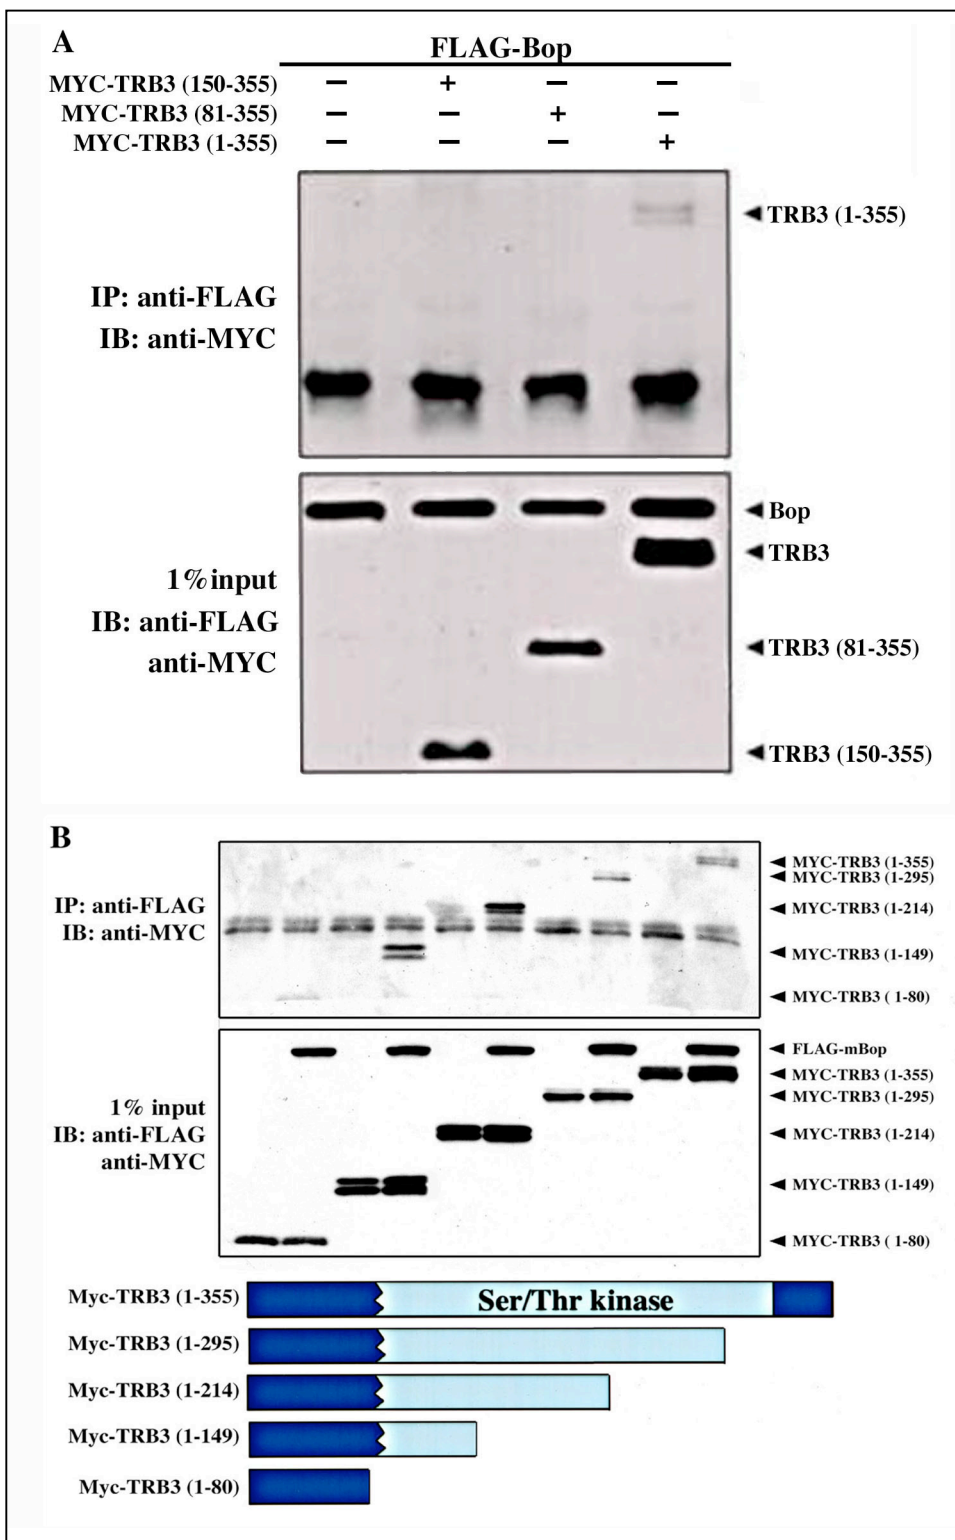 A
FLAG-Bop
MYC-TRB3 (150-355) – + – –
MYC-TRB3 (81-355) – – + –
MYC-TRB3 (1-355) – – – +
TRB3 (1-355)
IP: anti-FLAG
IB: anti-MYC
Bop
TRB3
1% input
IB: anti-FLAG
anti-MYC
TRB3 (81-355)
TRB3 (150-355)
B
MYC-TRB3 (1-355)
MYC-TRB3 (1-295)
IP: anti-FLAG
IB: anti-MYC
MYC-TRB3 (1-214)
MYC-TRB3 (1-149)
MYC-TRB3 ( 1-80)
FLAG-mBop
MYC-TRB3 (1-355)
MYC-TRB3 (1-295)
1% input
IB: anti-FLAG
anti-MYC
MYC-TRB3 (1-214)
MYC-TRB3 (1-149)
MYC-TRB3 ( 1-80)
Myc-TRB3 (1-355) Ser/Thr kinase
Myc-TRB3 (1-295)
Myc-TRB3 (1-214)
Myc-TRB3 (1-149)
Myc-TRB3 (1-80)